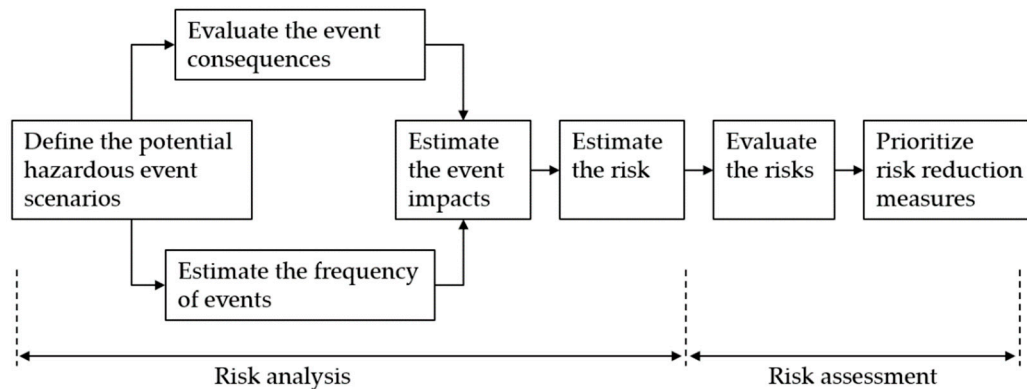 Evaluate the event
consequences
Define the potential
hazardous event
scenarios
Estimate the frequency
of events
Estimate
the event
impacts
Estimate
the risk
Evaluate
the risks
Prioritize
risk reduction
measures
Risk analysis
Risk assessment